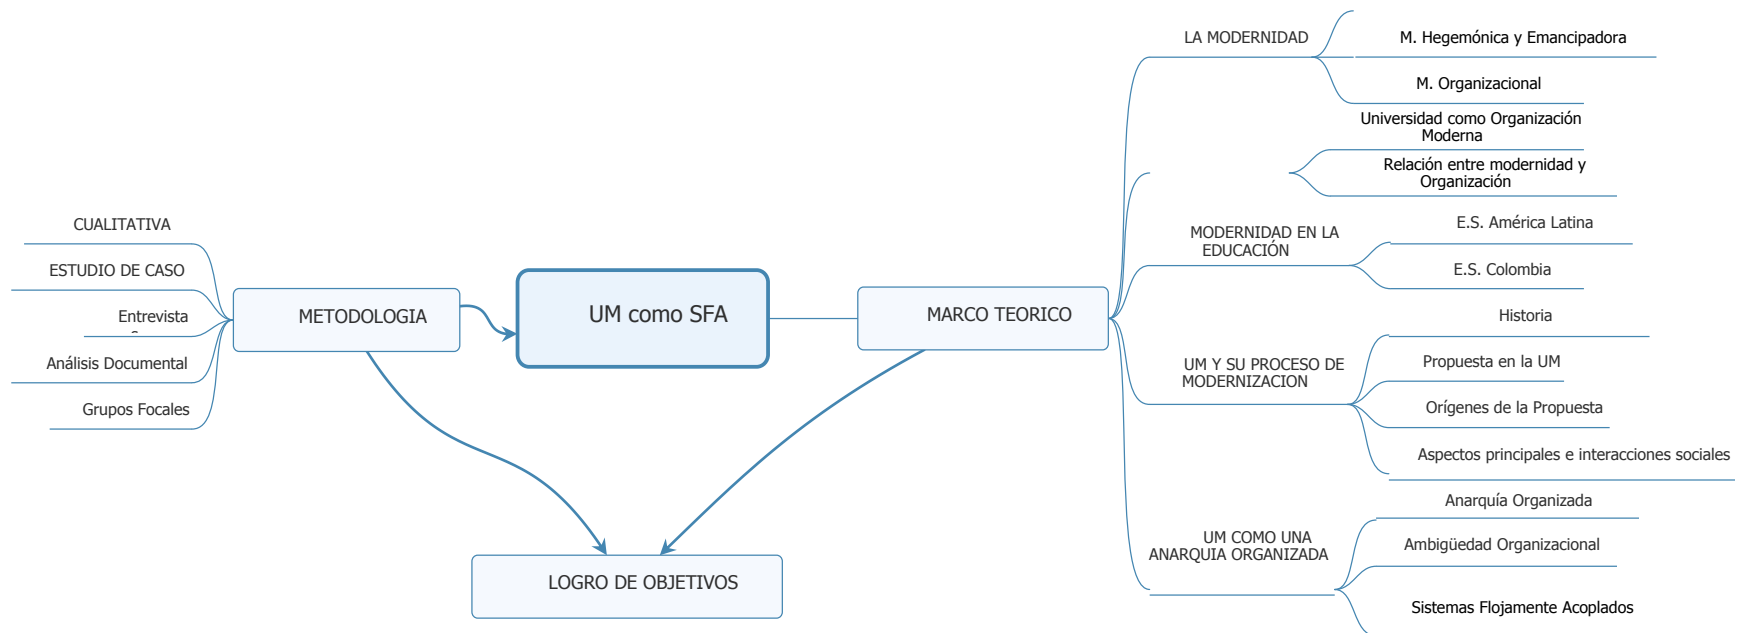 LA MODERNIDAD
M. Hegemónica y Emancipadora
M. Organizacional
Universidad como Organización
Moderna
Relación entre modernidad y
Organización
MODERNIDAD EN LA
EDUCACIÓN
E.S. América Latina
E.S. Colombia
UM Y SU PROCESO DE
MODERNIZACION
Historia
Propuesta en la UM
Orígenes de la Propuesta
Aspectos principales e interacciones sociales
UM COMO UNA
ANARQUIA ORGANIZADA
Anarquía Organizada
Ambigüedad Organizacional
Sistemas Flojamente Acoplados
MARCO TEORICO
UM como SFA
METODOLOGIA
CUALITATIVA
ESTUDIO DE CASO
Entrevista
Análisis Documental
Grupos Focales
LOGRO DE OBJETIVOS